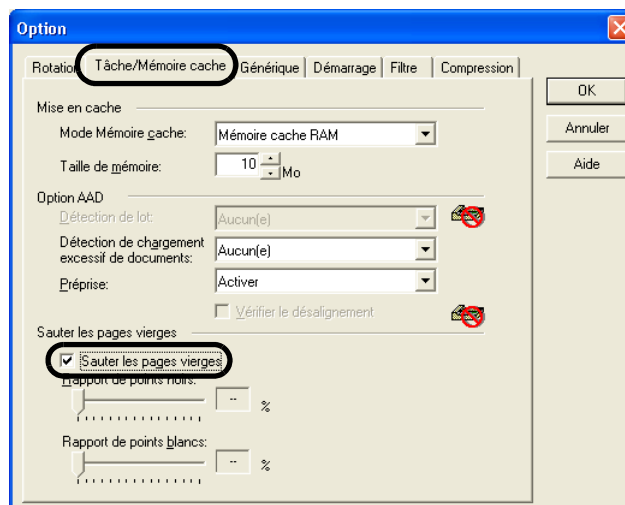 Option
Rotation
Tâche/Mémoire cache
Générique
Démarrage
Filtre
Compression
OK
Annuler
Aide
Mise en cache
Mode Mémoire cache:
Mémoire cache RAM
Taille de mémoire:
10
Mo
Option AAD
Détection de lot:
Aucun(e)
Détection de chargement
excessif de documents:
Aucun(e)
Préprise:
Activer
Vérifier le désalignement
Sauter les pages vierges
Sauter les pages vierges
Rapport de points noirs:
--
%
Rapport de points blancs:
--
%